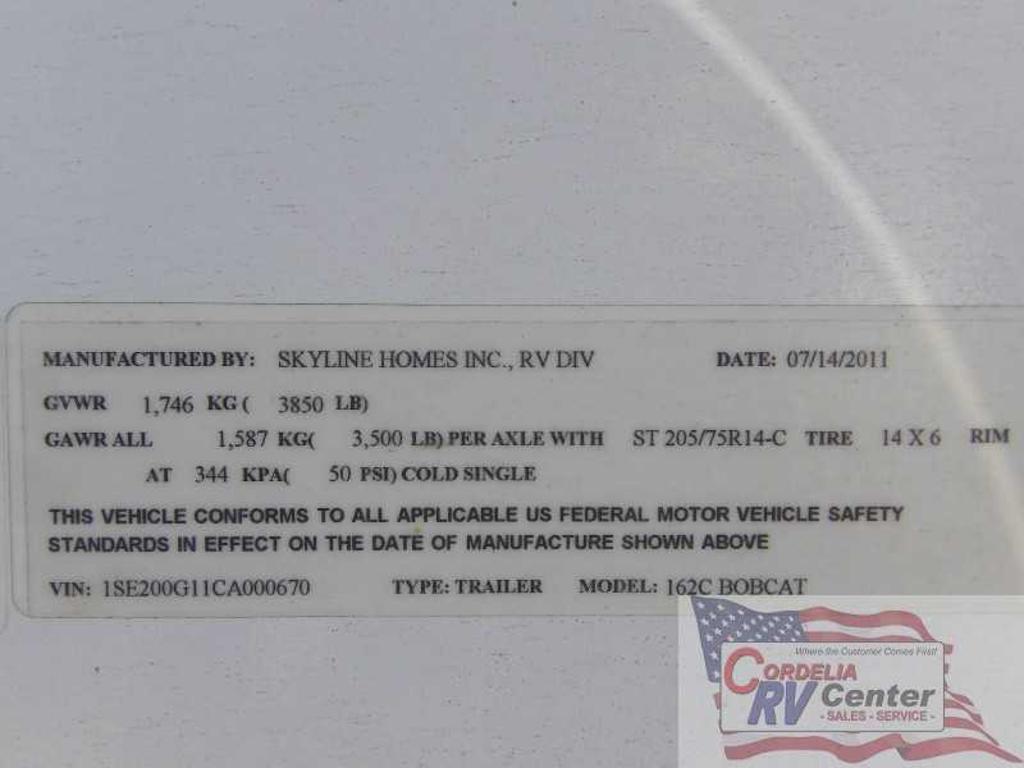 MANUFACTURED BY: SKYLINE HOMES INC., RV DIV DATE: 07/14/2011
GVWR 1,746 KG ( 3850 LB)
GAWR ALL 1,587 KG( 3,500 LB) PER AXLE WITH ST 205/75R14-C TIRE 14 X 6 RIM
AT 344 KPA( 50 PSI) COLD SINGLE
THIS VEHICLE CONFORMS TO ALL APPLICABLE US FEDERAL MOTOR VEHICLE SAFETY
STANDARDS IN EFFECT ON THE DATE OF MANUFACTURE SHOWN ABOVE
VIN: 1SE200G11CA000670 TYPE: TRAILER MODEL: 162C BOBCAT
Where the Customer Comes First!
CORDELIA
RV Center
- SALES - SERVICE -